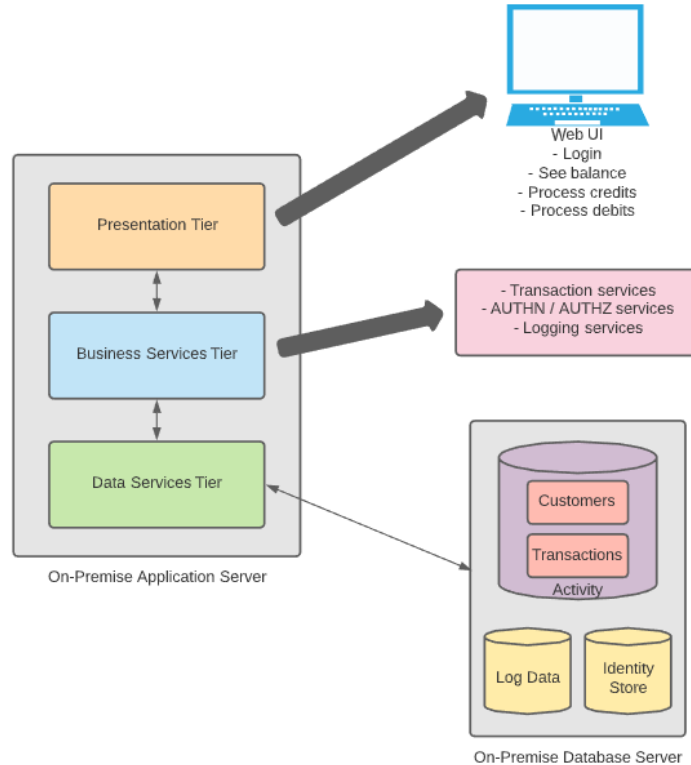 Web UI
- Login
- See balance
- Process credits
- Process debits
Presentation Tier
Business Services Tier
Data Services Tier
On-Premise Application Server
- Transaction services
- AUTHN / AUTHZ services
- Logging services
Customers
Transactions
Activity
Log Data
Identity
Store
On-Premise Database Server